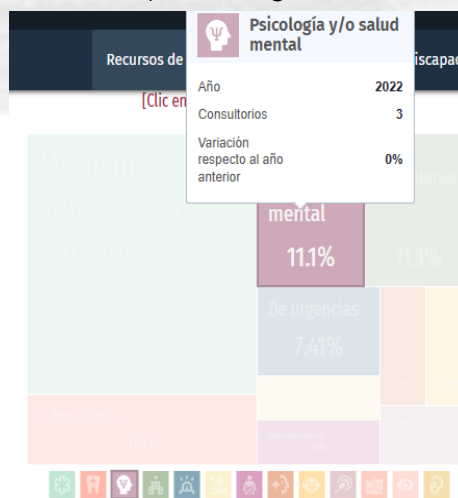 Psicología y/o salud
mental
Recursos de
iscapac
Año 2022
[Clic en
Consultorios 3
Variación
respecto al año
anterior 0%
Medicina
general y/o
familiar
mental
11.1%
11.1%
De urgencias
7.41%